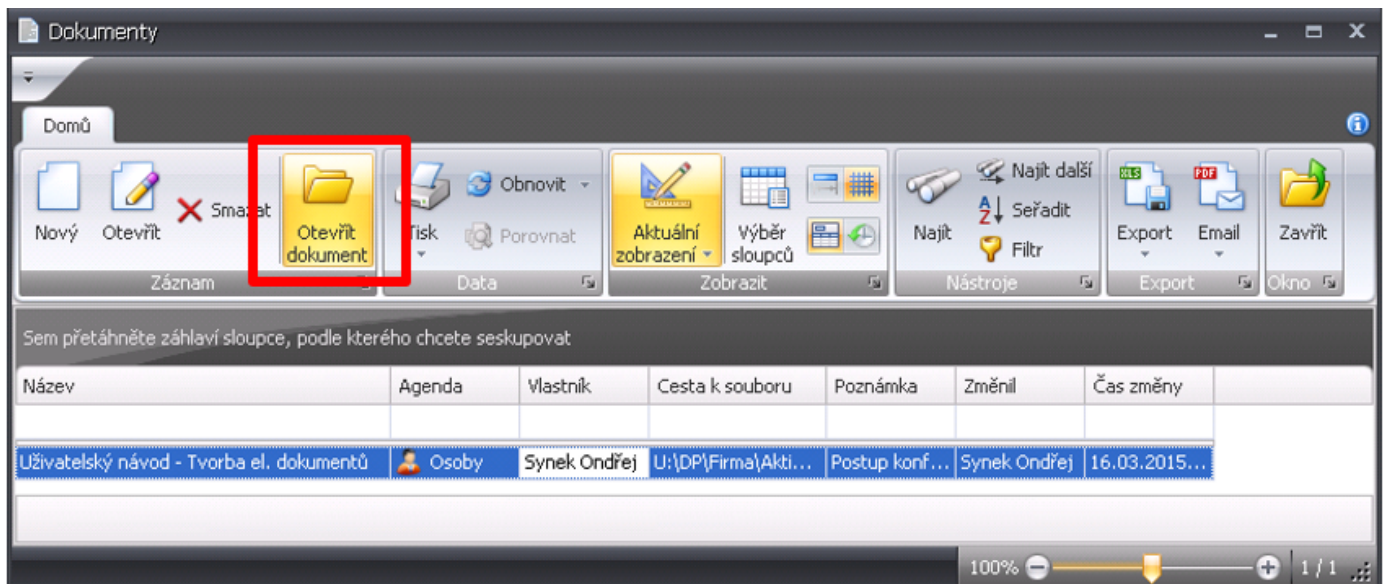 Dokumenty
Domů
Nový
Otevřít
Smazat
Otevřít
dokument
Záznam
Tisk
Obnovit
Porovnat
Data
Aktuální
zobrazení
Výběr
sloupců
Zobrazit
Najít
Najít další
Seřadit
Filtr
Nástroje
XLS
Export
PDF
Email
Export
Zavřít
Okno
Sem přetáhněte záhlaví sloupce, podle kterého chcete seskupovat
Název Agenda Vlastník Cesta k souboru Poznámka Změnil Čas změny
Uživatelský návod - Tvorba el. dokumentů Osoby Synek Ondřej U:\DP\Firma\Akti... Postup konf... Synek Ondřej 16.03.2015...
100% 1 / 1